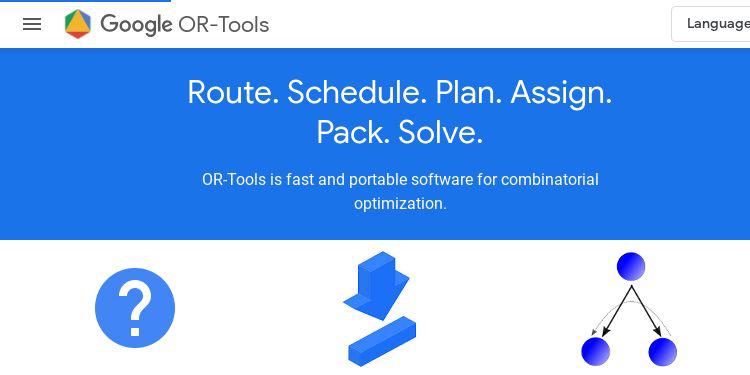 Google OR-Tools
Language
Route. Schedule. Plan. Assign.
Pack. Solve.
OR-Tools is fast and portable software for combinatorial
optimization.
?